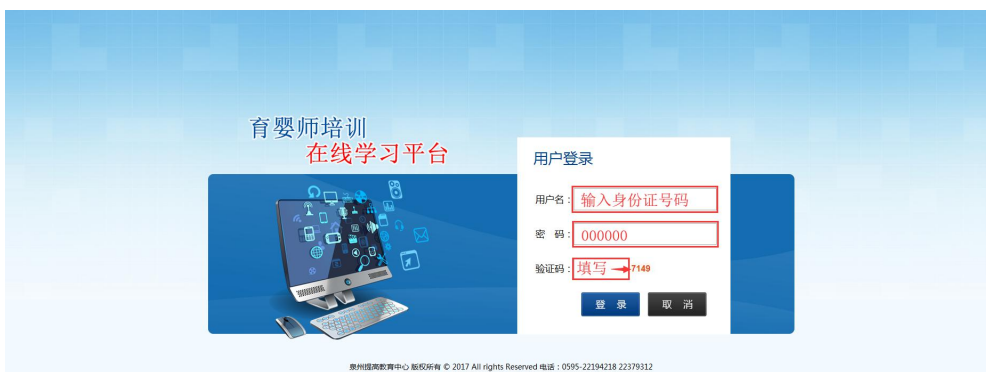 育婴师培训
在线学习平台
用户登录
用户名：输入身份证号码
密 码：000000
验证码：填写 7149
登 录 取 消
泉州提高教育中心 版权所有 © 2017 All rights Reserved 电话：0595-22194218 22379312